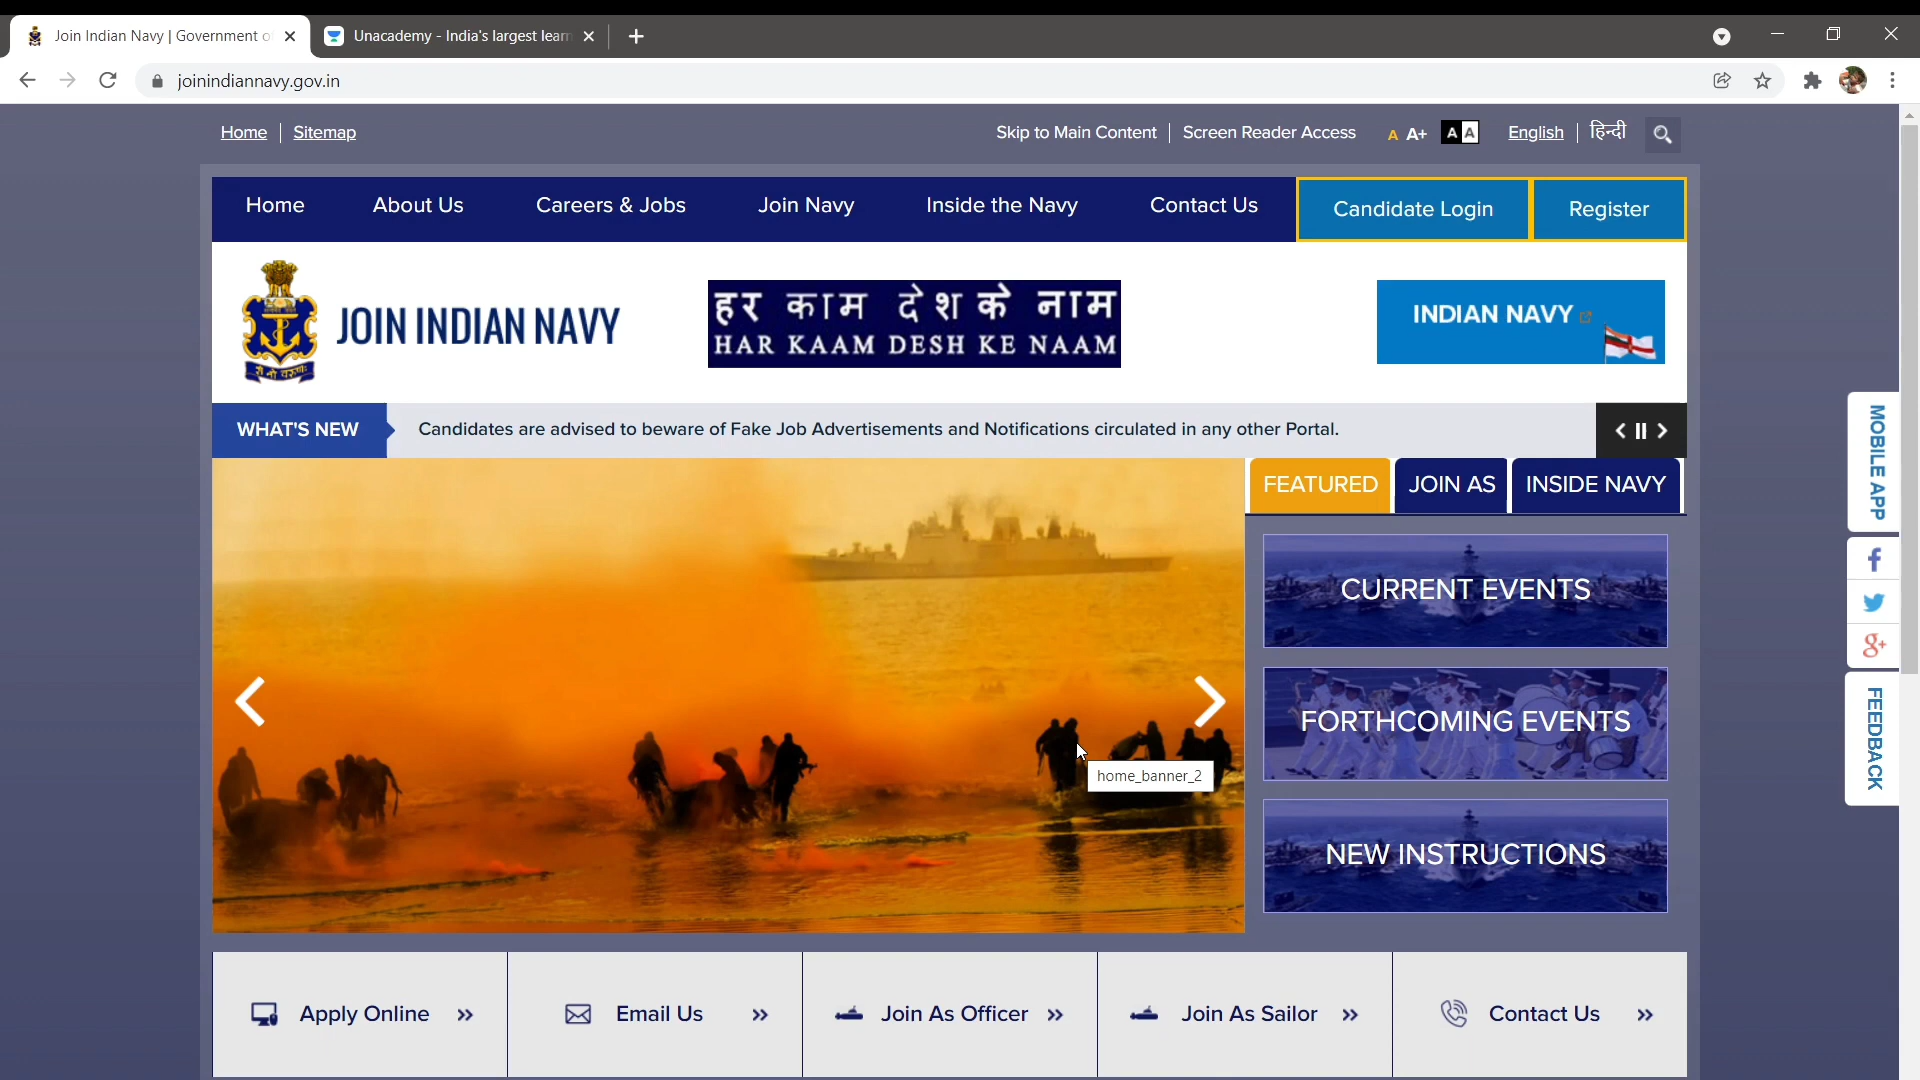 Join Indian Navy | Government o
Unacademy - India's largest learn
joinindiannavy.gov.in
Home
Sitemap
Skip to Main Content
Screen Reader Access
A A+ A A
English
हिन्दी
Home
About Us
Careers & Jobs
Join Navy
Inside the Navy
Contact Us
Candidate Login
Register
JOIN INDIAN NAVY
हर काम देश के नाम
HAR KAAM DESH KE NAAM
INDIAN NAVY
WHAT'S NEW
Candidates are advised to beware of Fake Job Advertisements and Notifications circulated in any other Portal.
FEATURED
JOIN AS
INSIDE NAVY
CURRENT EVENTS
FORTHCOMING EVENTS
NEW INSTRUCTIONS
home_banner_2
MOBILE APP
f
g+
FEEDBACK
Apply Online
Email Us
Join As Officer
Join As Sailor
Contact Us